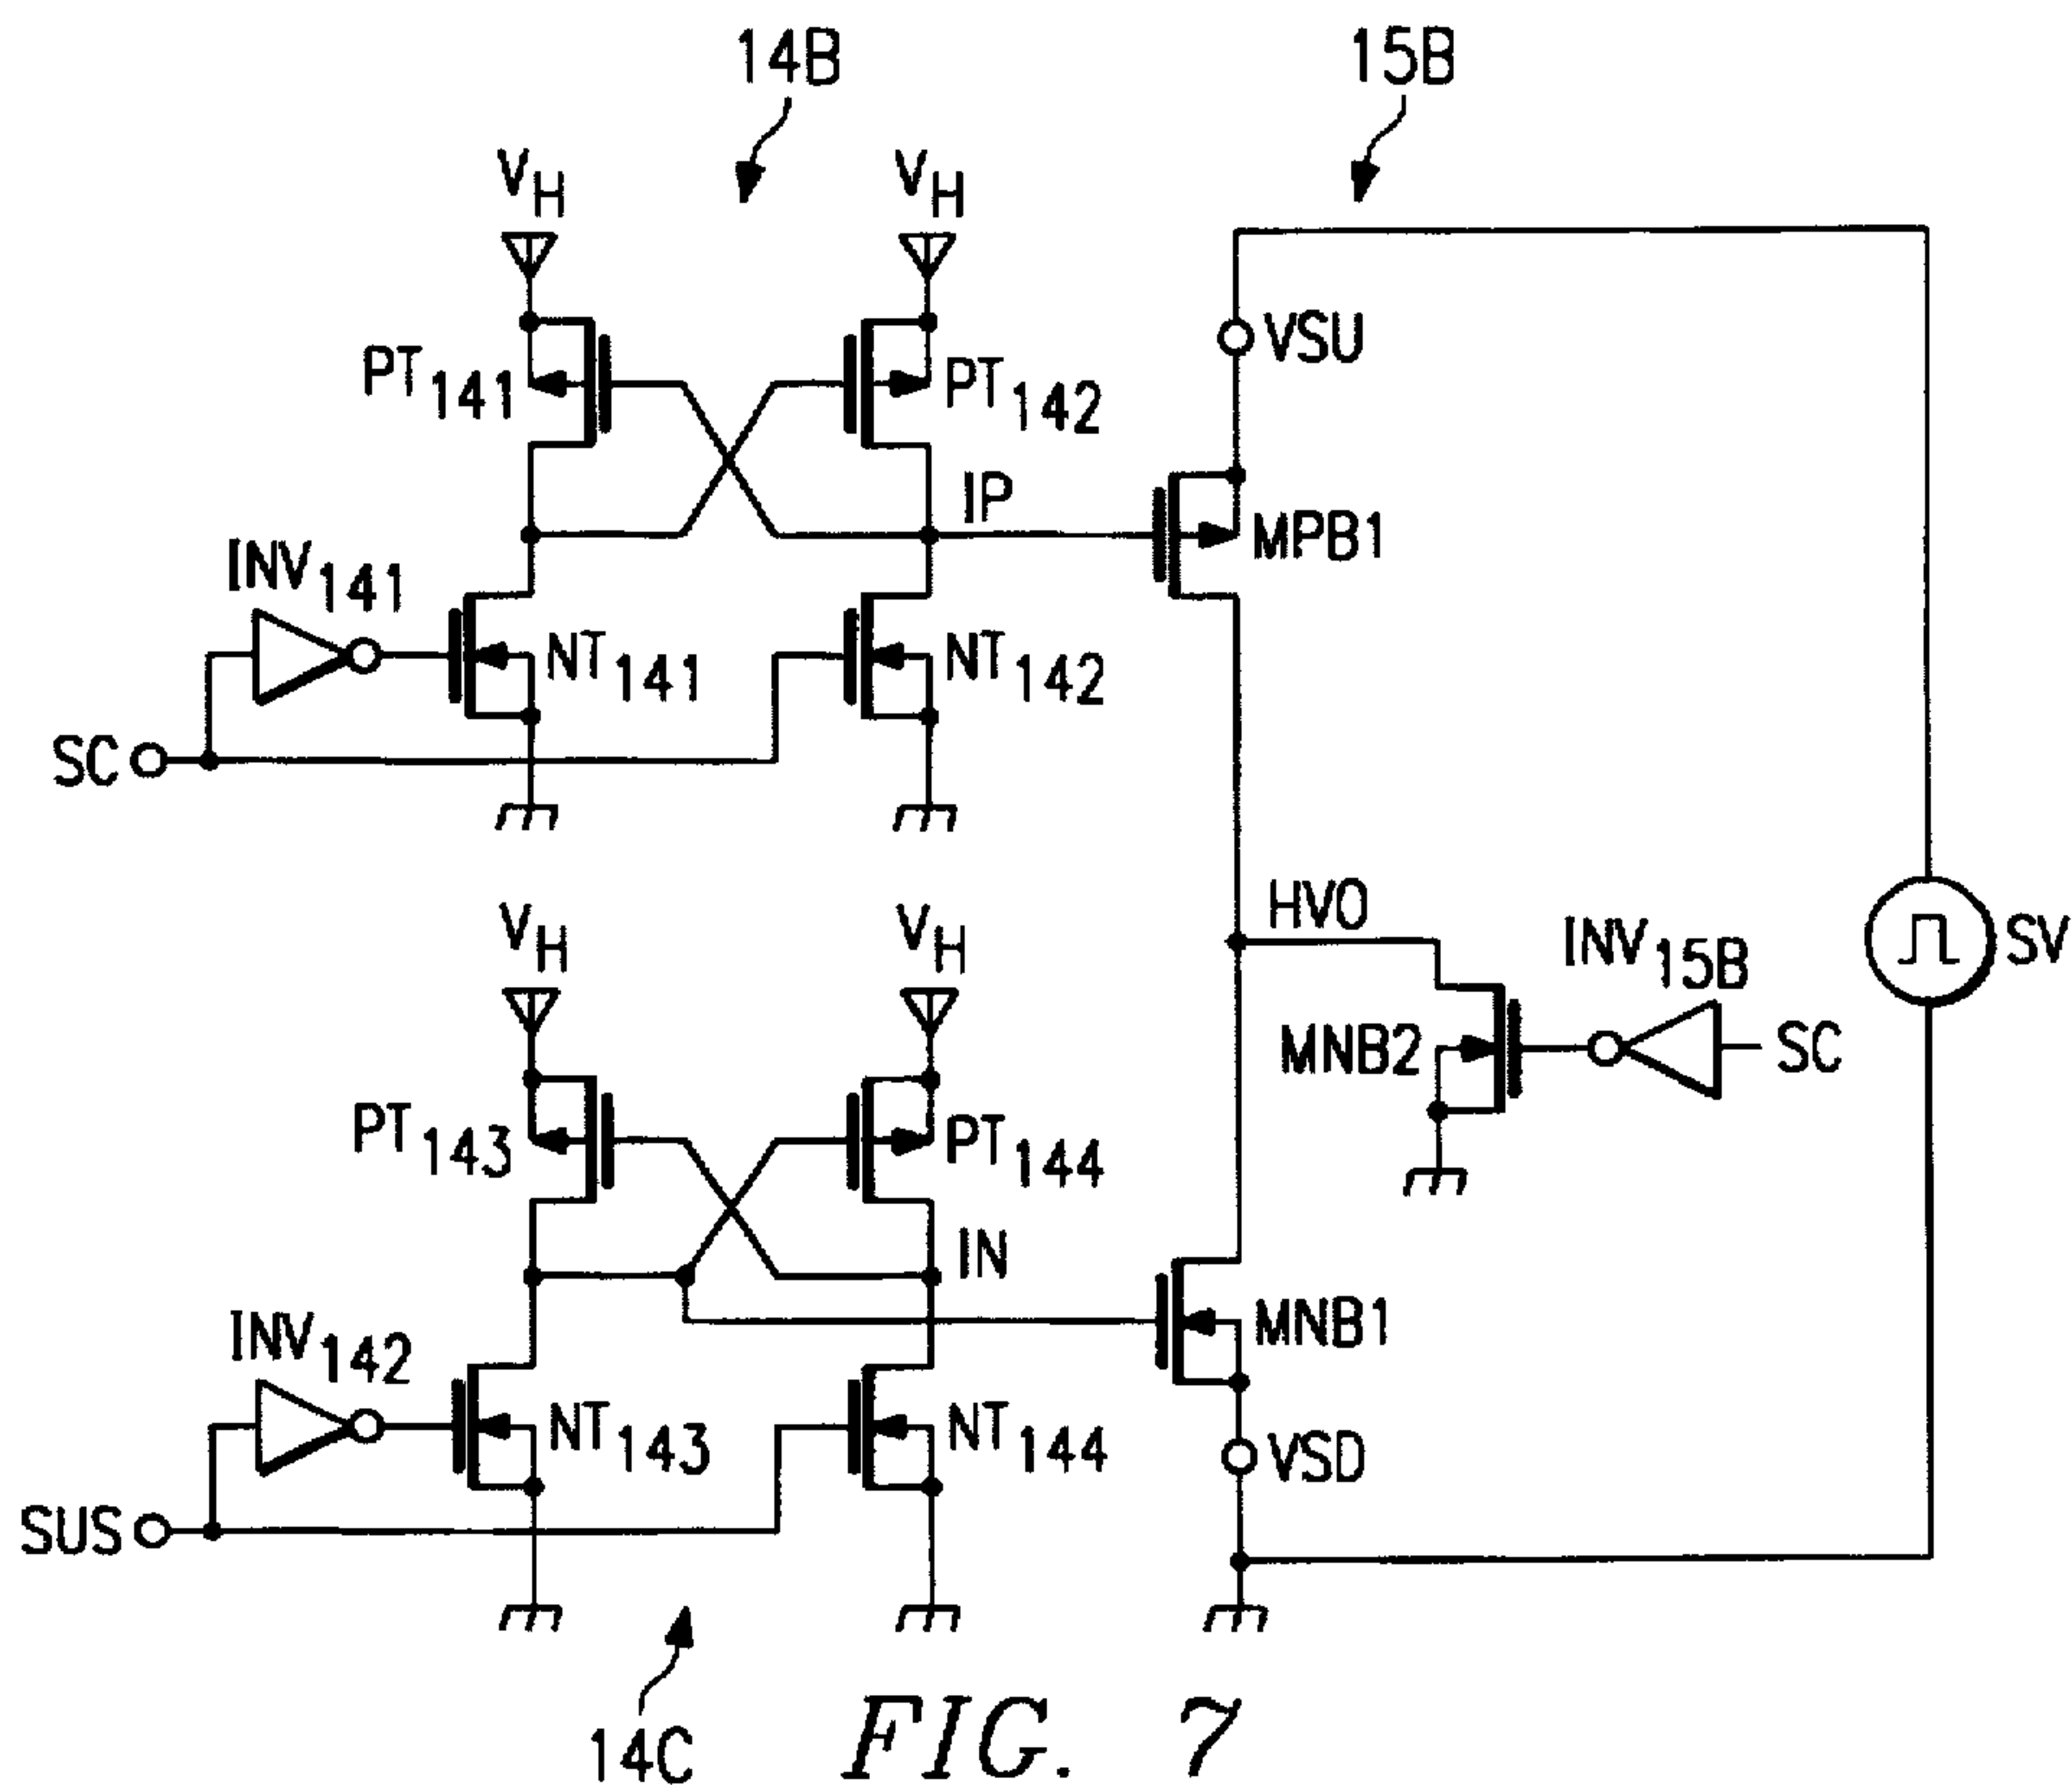 14B
15B
VH
VH
VSU
PT141
PT142
IP
MPB1
INV141
NT141
NT142
SC
HVO
VH
VH
INV15B
SV
MNB2
SC
PT143
PT144
IN
MNB1
INV142
NT143
NT144
VSD
SUS
14C
FIG. 7